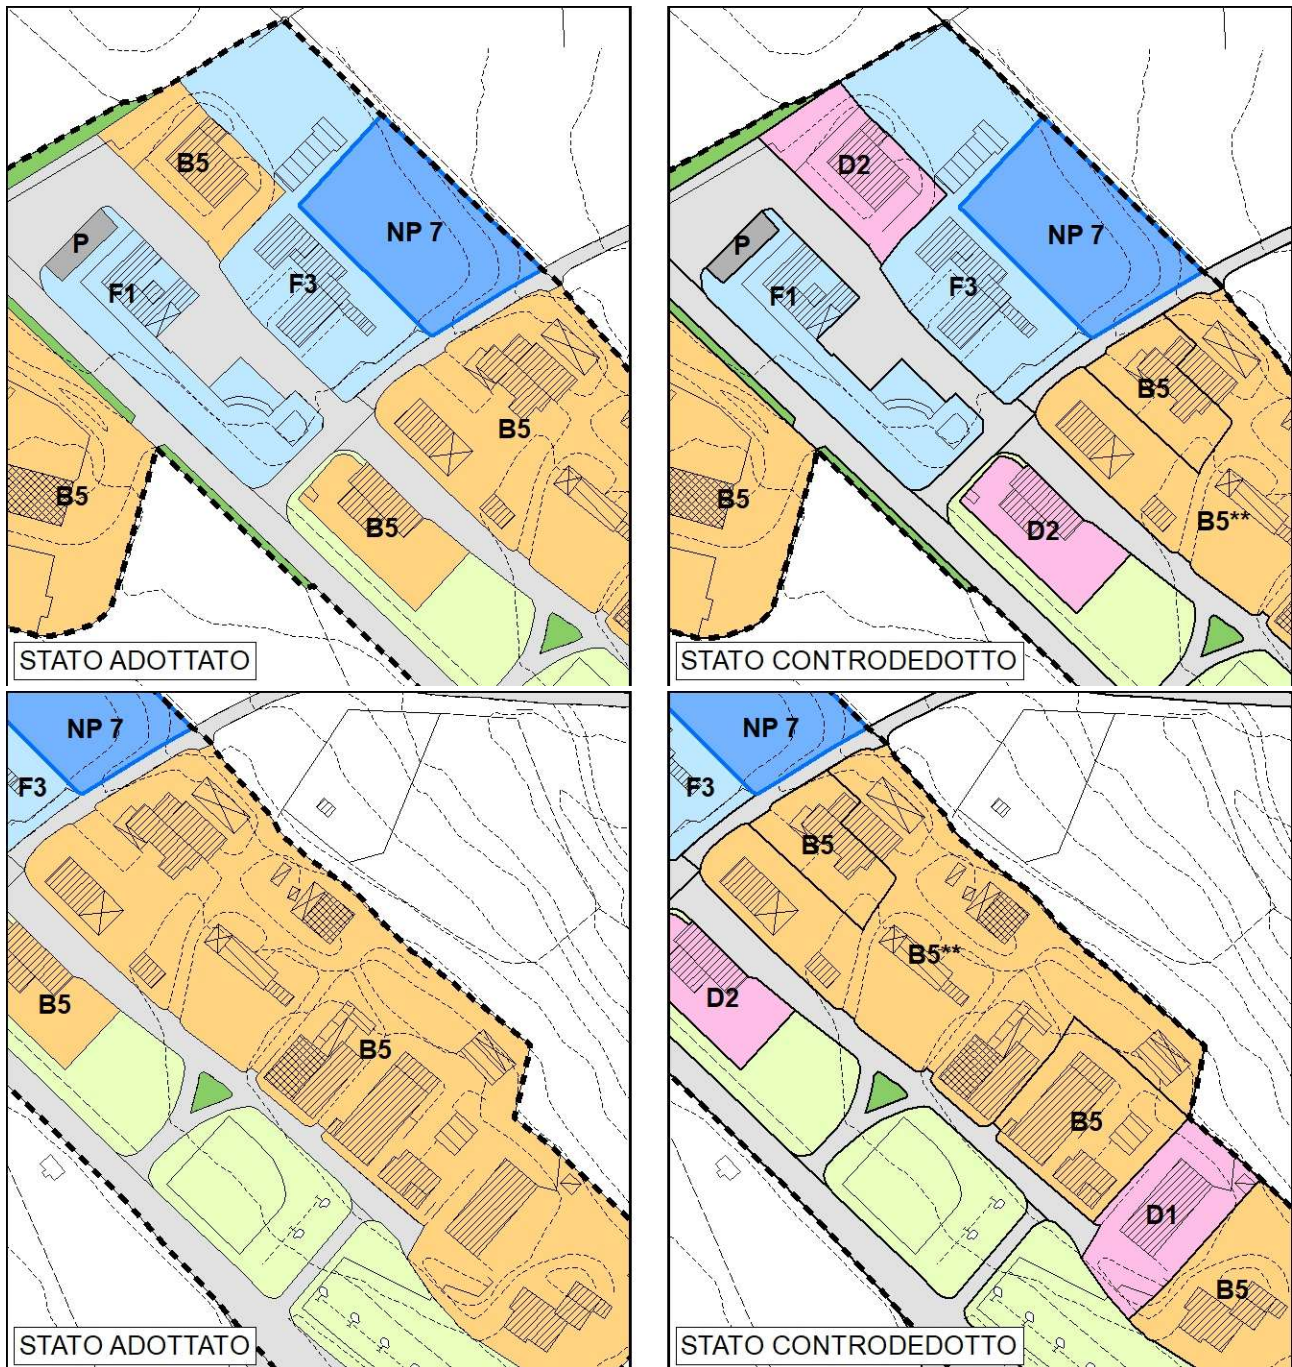 B5
NP 7
P
F1
F3
B5
B5
B5
STATO ADOTTATO
D2
NP 7
P
F1
F3
B5
B5
B5**
D2
STATO CONTRODEDOTTO
NP 7
F3
B5
B5
STATO ADOTTATO
NP 7
F3
B5
B5**
D2
B5
D1
B5
STATO CONTRODEDOTTO